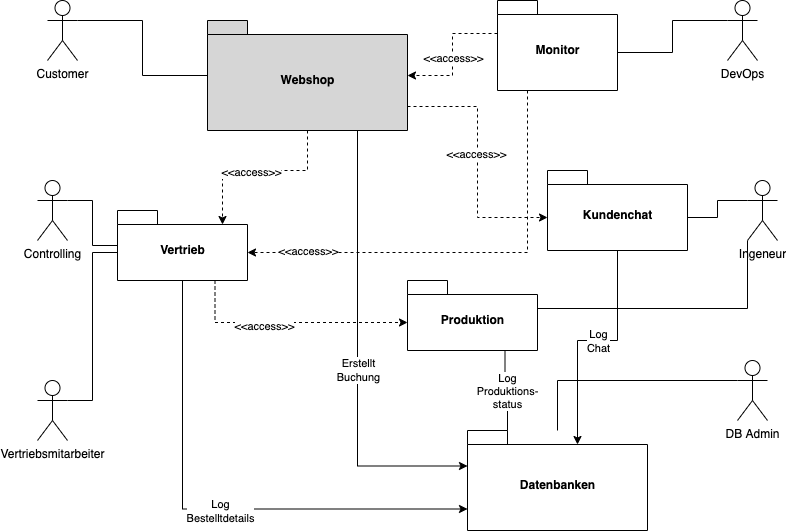 Customer
Webshop
Monitor
DevOps
<<access>>
<<access>>
<<access>>
Controlling
Vertrieb
<<access>>
Kundenchat
Ingeneur
<<access>>
Produktion
Erstellt
Buchung
Log
Produktions-
status
Log
Chat
DB Admin
Vertriebsmitarbeiter
Datenbanken
Log
Bestelltdetails